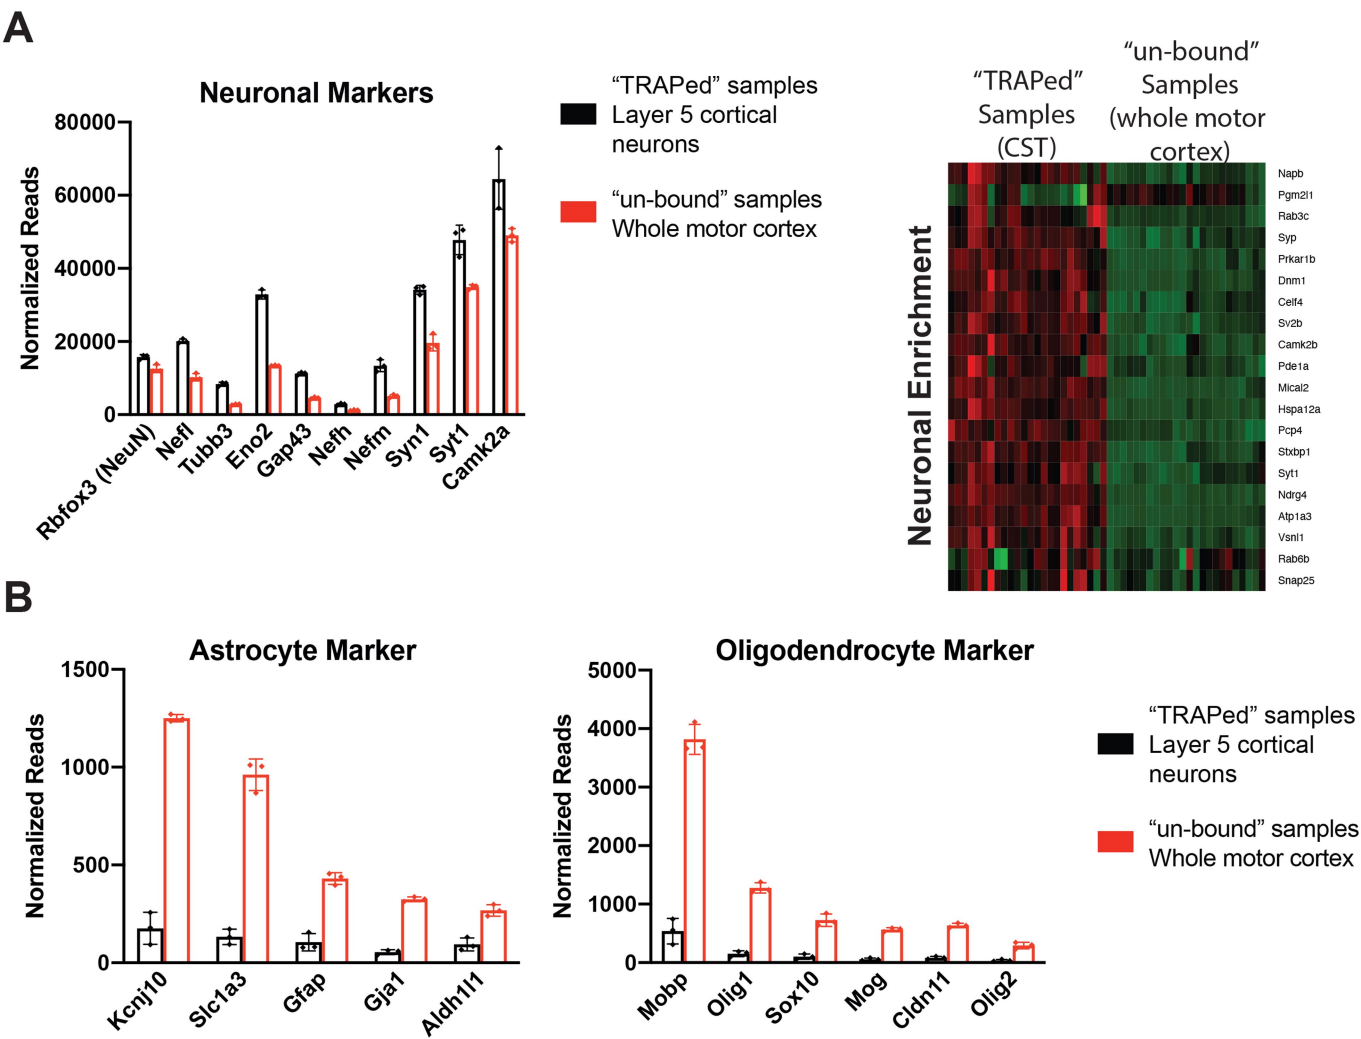 A
Neuronal Markers
Normalized Reads
80000
60000
40000
20000
0
Rbfox3 (NeuN)
Nefl
Tubb3
Eno2
Gap43
Nefh
Nefm
Syn1
Syt1
Camk2a
“TRAPed” samples
Layer 5 cortical
neurons
“un-bound” samples
Whole motor cortex
“TRAPed”
Samples
(CST)
“un-bound”
Samples
(whole motor
cortex)
Neuronal Enrichment
Napb
Pgm2l1
Rab3c
Syp
Prkar1b
Dnm1
Celf4
Sv2b
Camk2b
Pde1a
Mical2
Hspa12a
Pcp4
Stxbp1
Syt1
Ndrg4
Atp1a3
Vsnl1
Rab6b
Snap25
B
Astrocyte Marker
Normalized Reads
1500
1000
500
0
Kcnj10
Slc1a3
Gfap
Gja1
Aldh1l1
Oligodendrocyte Marker
Normalized Reads
5000
4000
3000
2000
1000
0
Mobp
Olig1
Sox10
Mog
Cldn11
Olig2
“TRAPed” samples
Layer 5 cortical
neurons
“un-bound” samples
Whole motor cortex